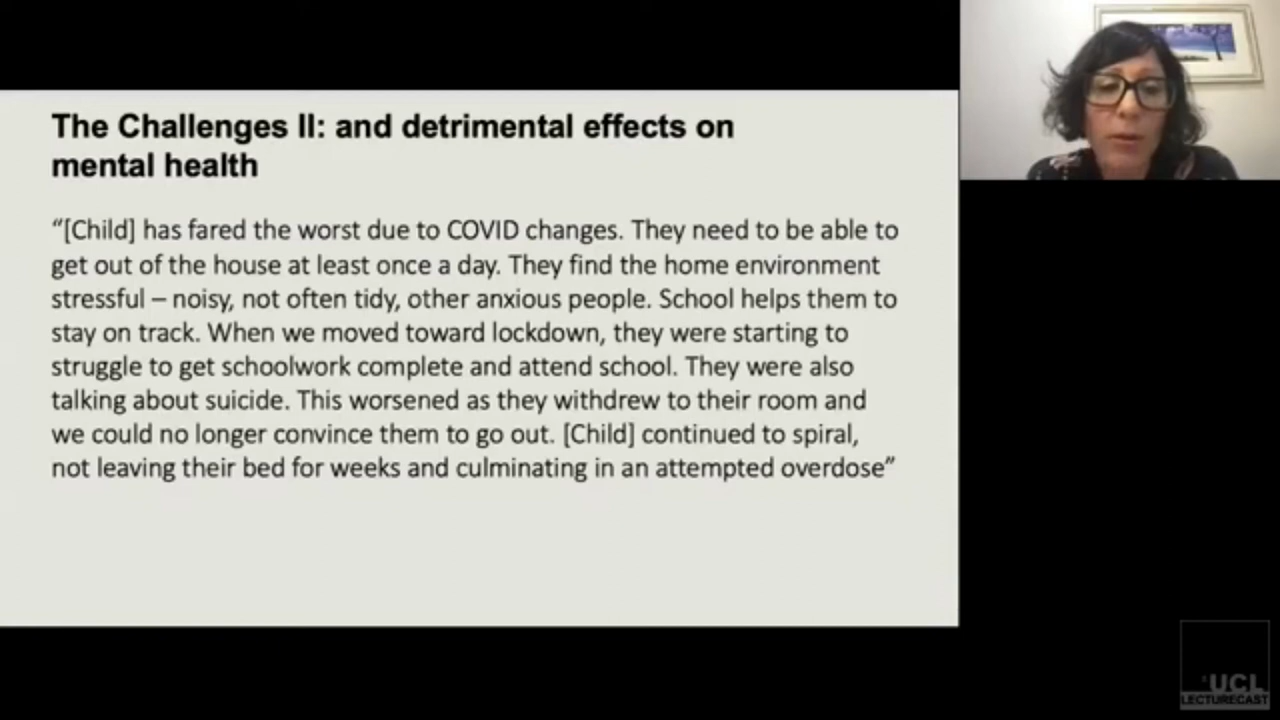 The Challenges II: and detrimental effects on
mental health
“[Child] has fared the worst due to COVID changes. They need to be able to
get out of the house at least once a day. They find the home environment
stressful – noisy, not often tidy, other anxious people. School helps them to
stay on track. When we moved toward lockdown, they were starting to
struggle to get schoolwork complete and attend school. They were also
talking about suicide. This worsened as they withdrew to their room and
we could no longer convince them to go out. [Child] continued to spiral,
not leaving their bed for weeks and culminating in an attempted overdose”
UCL
LECTURECAST